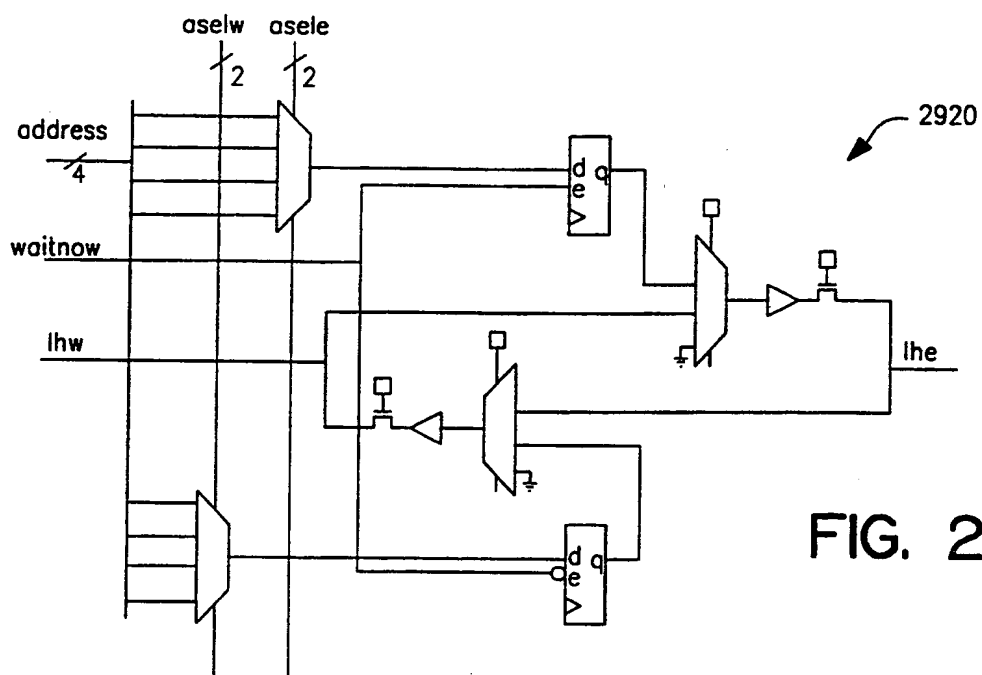 aselw asele
2 2
2920
address
4
d q
e
waitnow
lhw
lhe
d q
e
FIG. 2